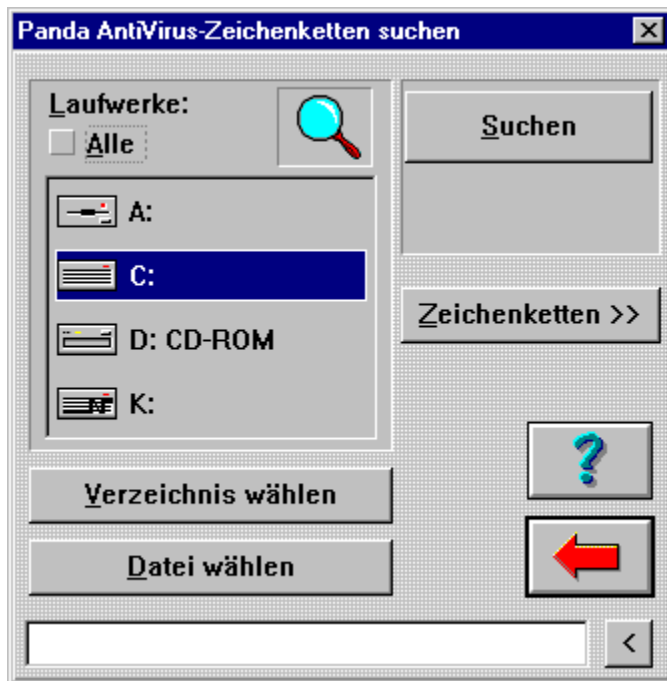 Panda AntiVirus-Zeichenketten suchen
Laufwerke:
Alle
A:
C:
D: CD-ROM
K:
Suchen
Zeichenketten >>
Verzeichnis wählen
Datei wählen
?
<